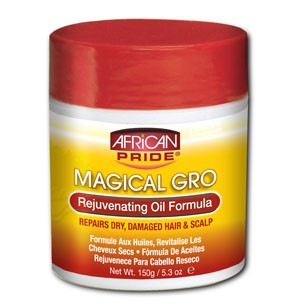 AFRICAN
PRIDE®
MAGICAL GRO
Rejuvenating Oil Formula
REPAIRS DRY, DAMAGED HAIR & SCALP
Formule Aux Huiles, Revitalise Les
Cheveux Secs • Fórmula De Aceites
Rejuvenece Para Cabello Reseco
Net Wt. 150g / 5.3 oz